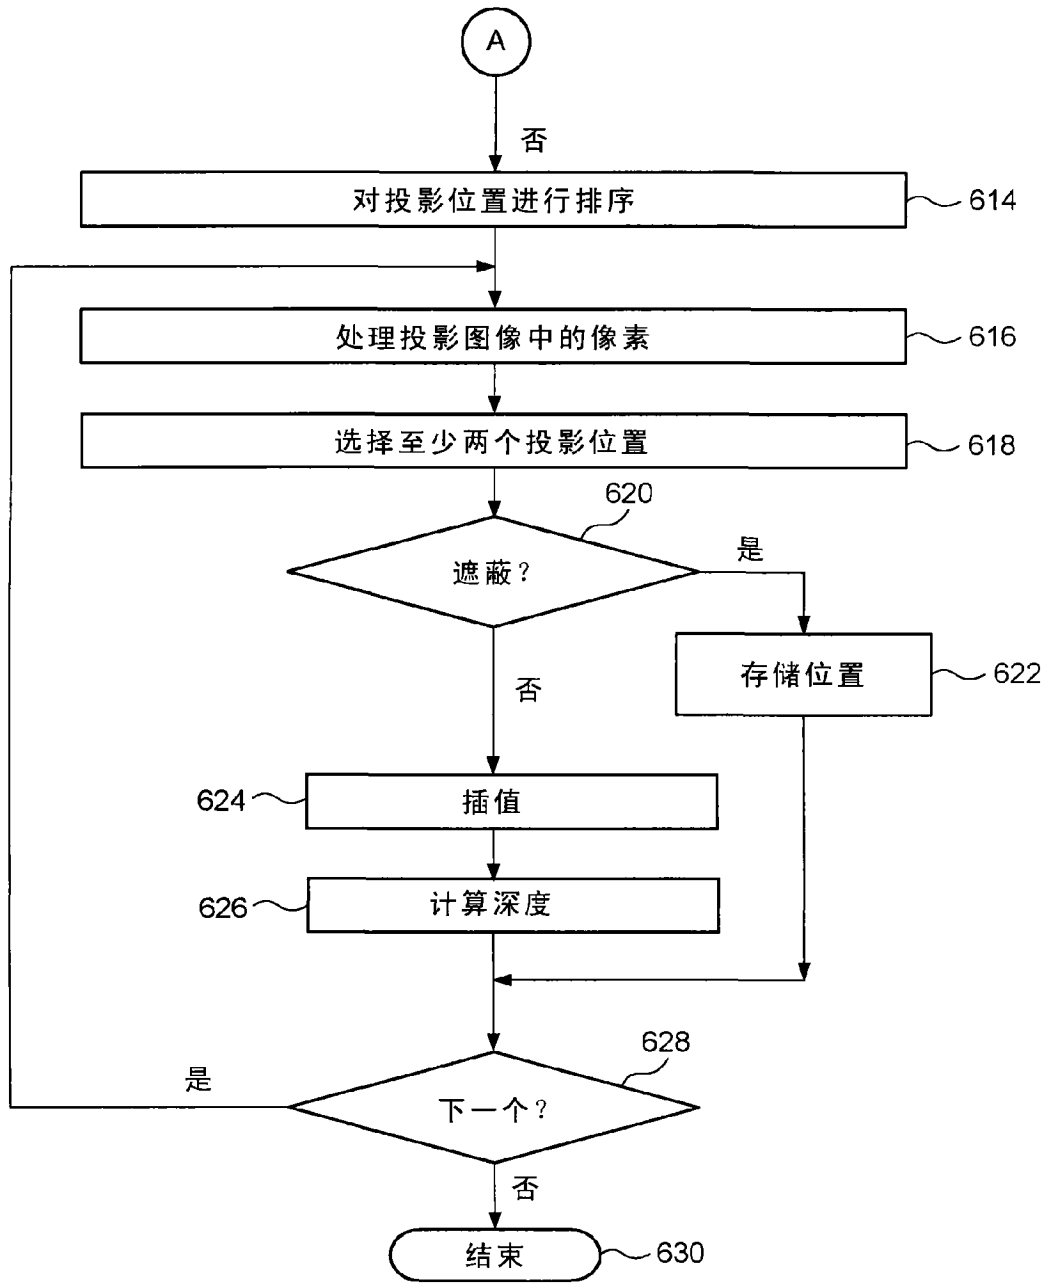 A
否
对投影位置进行排序
614
处理投影图像中的像素
616
选择至少两个投影位置
618
620
遮蔽？
是
存储位置
622
否
插值
624
计算深度
626
628
下一个？
是
否
结束
630